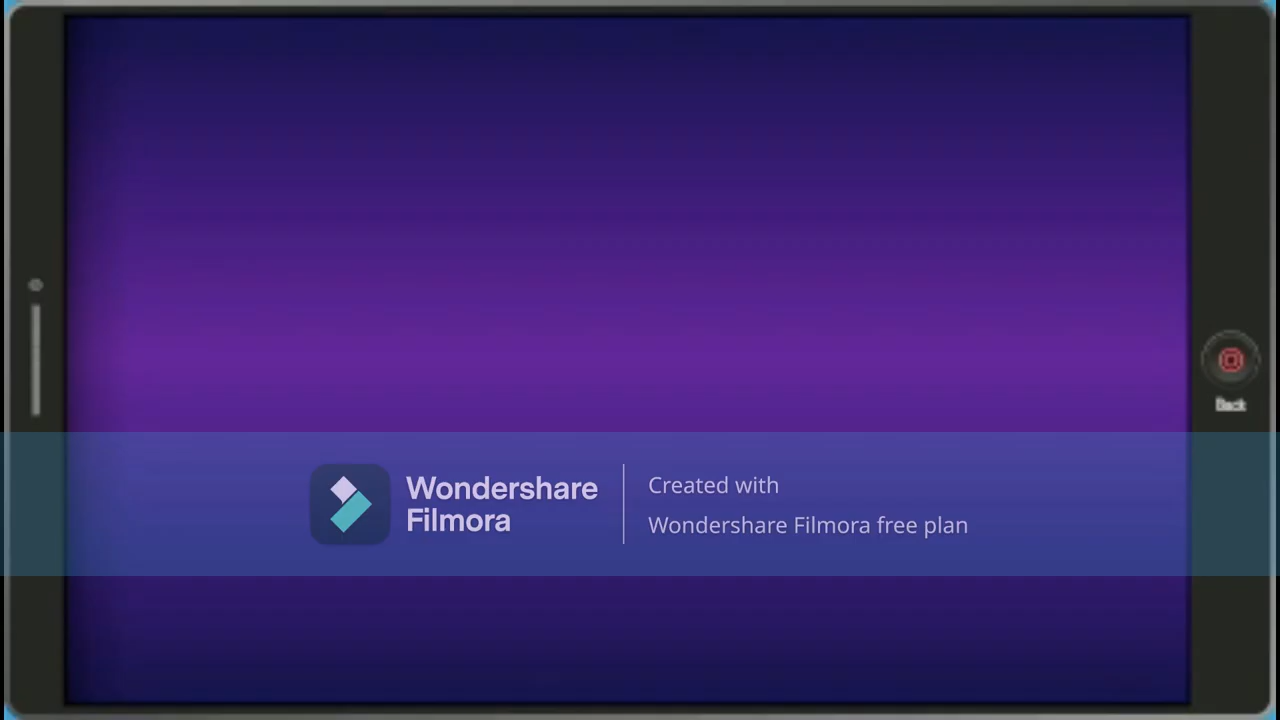 Wondershare
Filmora
Created with
Wondershare Filmora free plan
Back